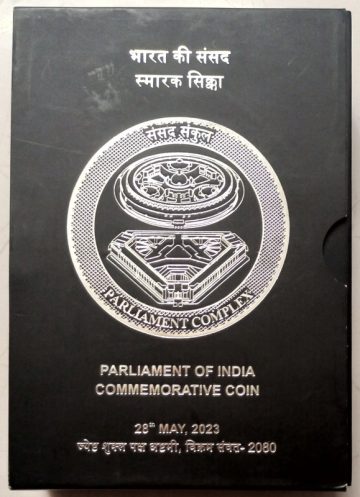 भारत की संसद
स्मारक सिक्का
संसद संकुल
PARLIAMENT COMPLEX
PARLIAMENT OF INDIA
COMMEMORATIVE COIN
28th MAY, 2023
ज्येष्ठ शुक्ल पक्ष अष्टमी, विक्रम संवत- 2080